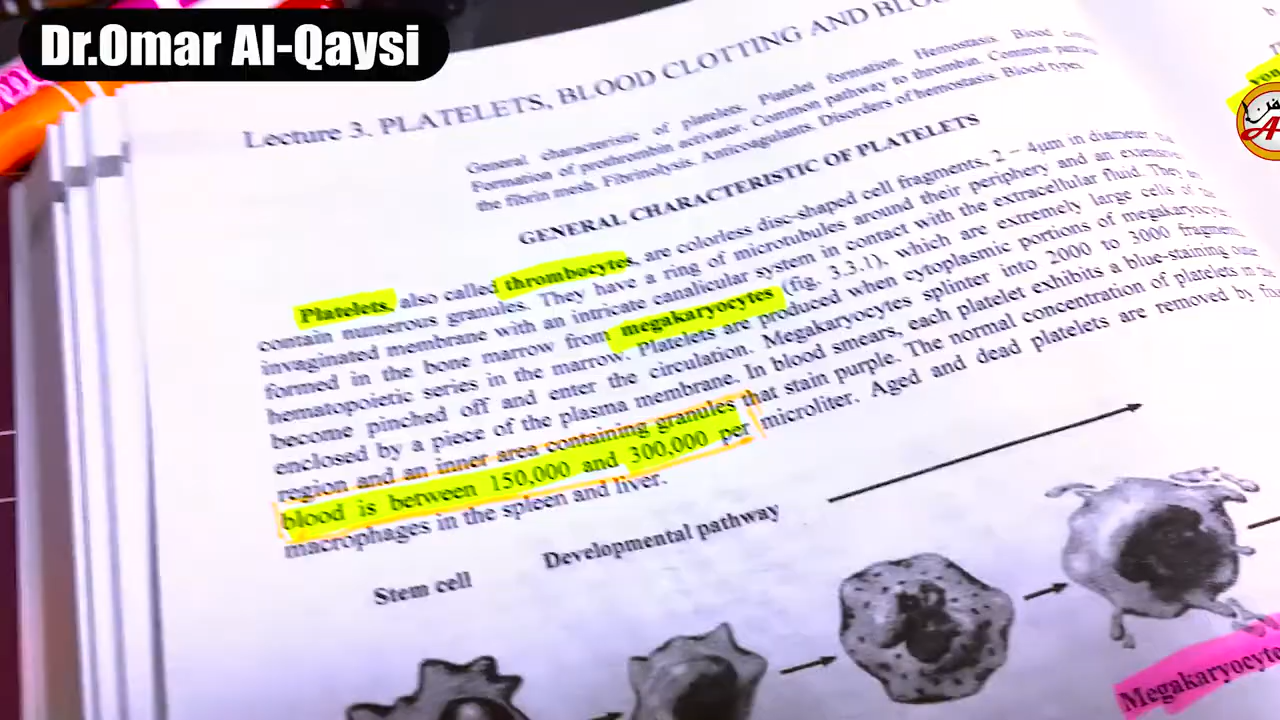 Dr.Omar Al-Qaysi
Lecture 3. PLATELETS, BLOOD CLOTTING AND
General characteristic of platelets. Platelet formation. Hemostasis. Blood
Formation of prothrombin activator. Common pathway to thrombin. Common
the fibrin mesh. Fibrinolysis. Anticoagulants. Disorders of hemostasis. Blood types.
GENERAL CHARACTERISTIC OF PLATELETS
Platelets, also called thrombocytes, are colorless disc-shaped cell fragments, 2 – 4μm in diameter
contain numerous granules. They have a ring of microtubules around their periphery and an extensive
invaginated membrane with an intricate canalicular system in contact with the extracellular fluid. They
formed in the bone marrow from megakaryocytes (fig. 3.3.1), which are extremely large cells of
hematopoietic series in the marrow. Platelets are produced when cytoplasmic portions of
become pinched off and enter the circulation. Megakaryocytes splinter into 2000 to 3000
enclosed by a piece of the plasma membrane. In blood smears, each platelet exhibits a blue-staining
region and an inner area containing granules that stain purple. The normal concentration of platelets in
blood is between 150,000 and 300,000 per microliter. Aged and dead platelets are removed by
macrophages in the spleen and liver.
Developmental pathway
Stem cell
Megakaryocyte